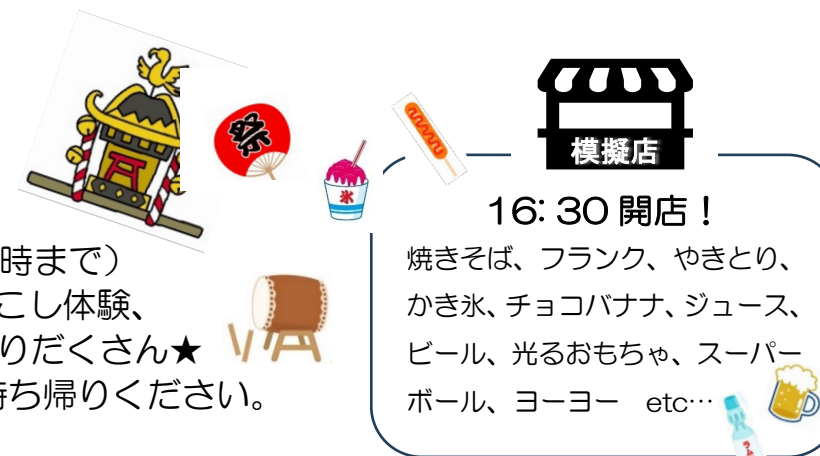 祭
氷
模擬店
16:30 開店!
時まで)
こし体験、
りだくさん★
持ち帰りください。
焼きそば、フランク、やきとり、
かき氷、チョコバナナ、ジュース、
ビール、光るおもちゃ、スーパー
ボール、ヨーヨー etc…